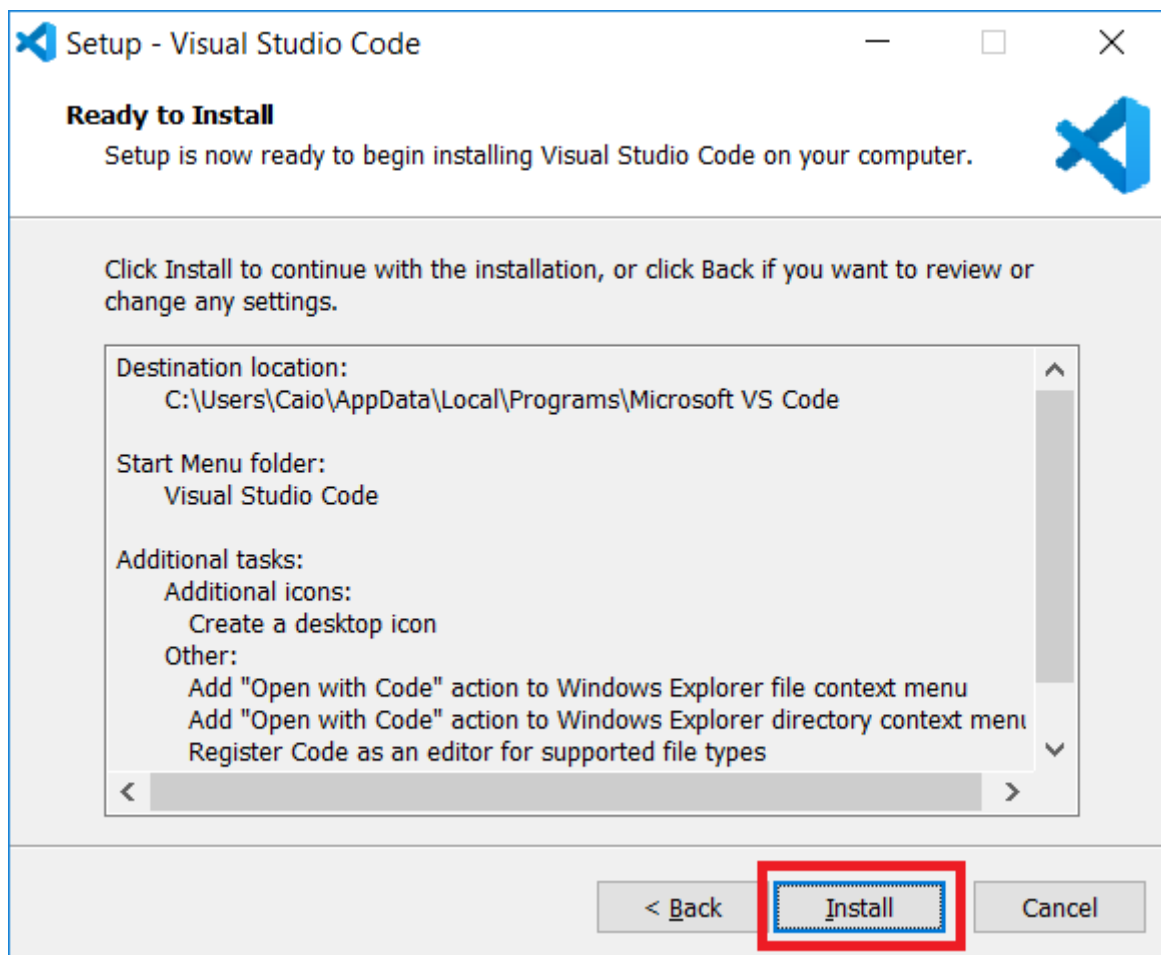 Setup - Visual Studio Code
Ready to Install
Setup is now ready to begin installing Visual Studio Code on your computer.
Click Install to continue with the installation, or click Back if you want to review or
change any settings.
Destination location:
C:\Users\Caio\AppData\Local\Programs\Microsoft VS Code
Start Menu folder:
Visual Studio Code
Additional tasks:
Additional icons:
Create a desktop icon
Other:
Add "Open with Code" action to Windows Explorer file context menu
Add "Open with Code" action to Windows Explorer directory context menu
Register Code as an editor for supported file types
< Back
Install
Cancel